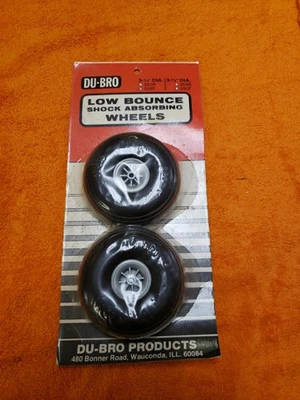 DU-BRO
LOW BOUNCE
SHOCK ABSORBING
WHEELS
DU-BRO PRODUCTS
480 Bonner Road, Wauconda, ILL. 60084